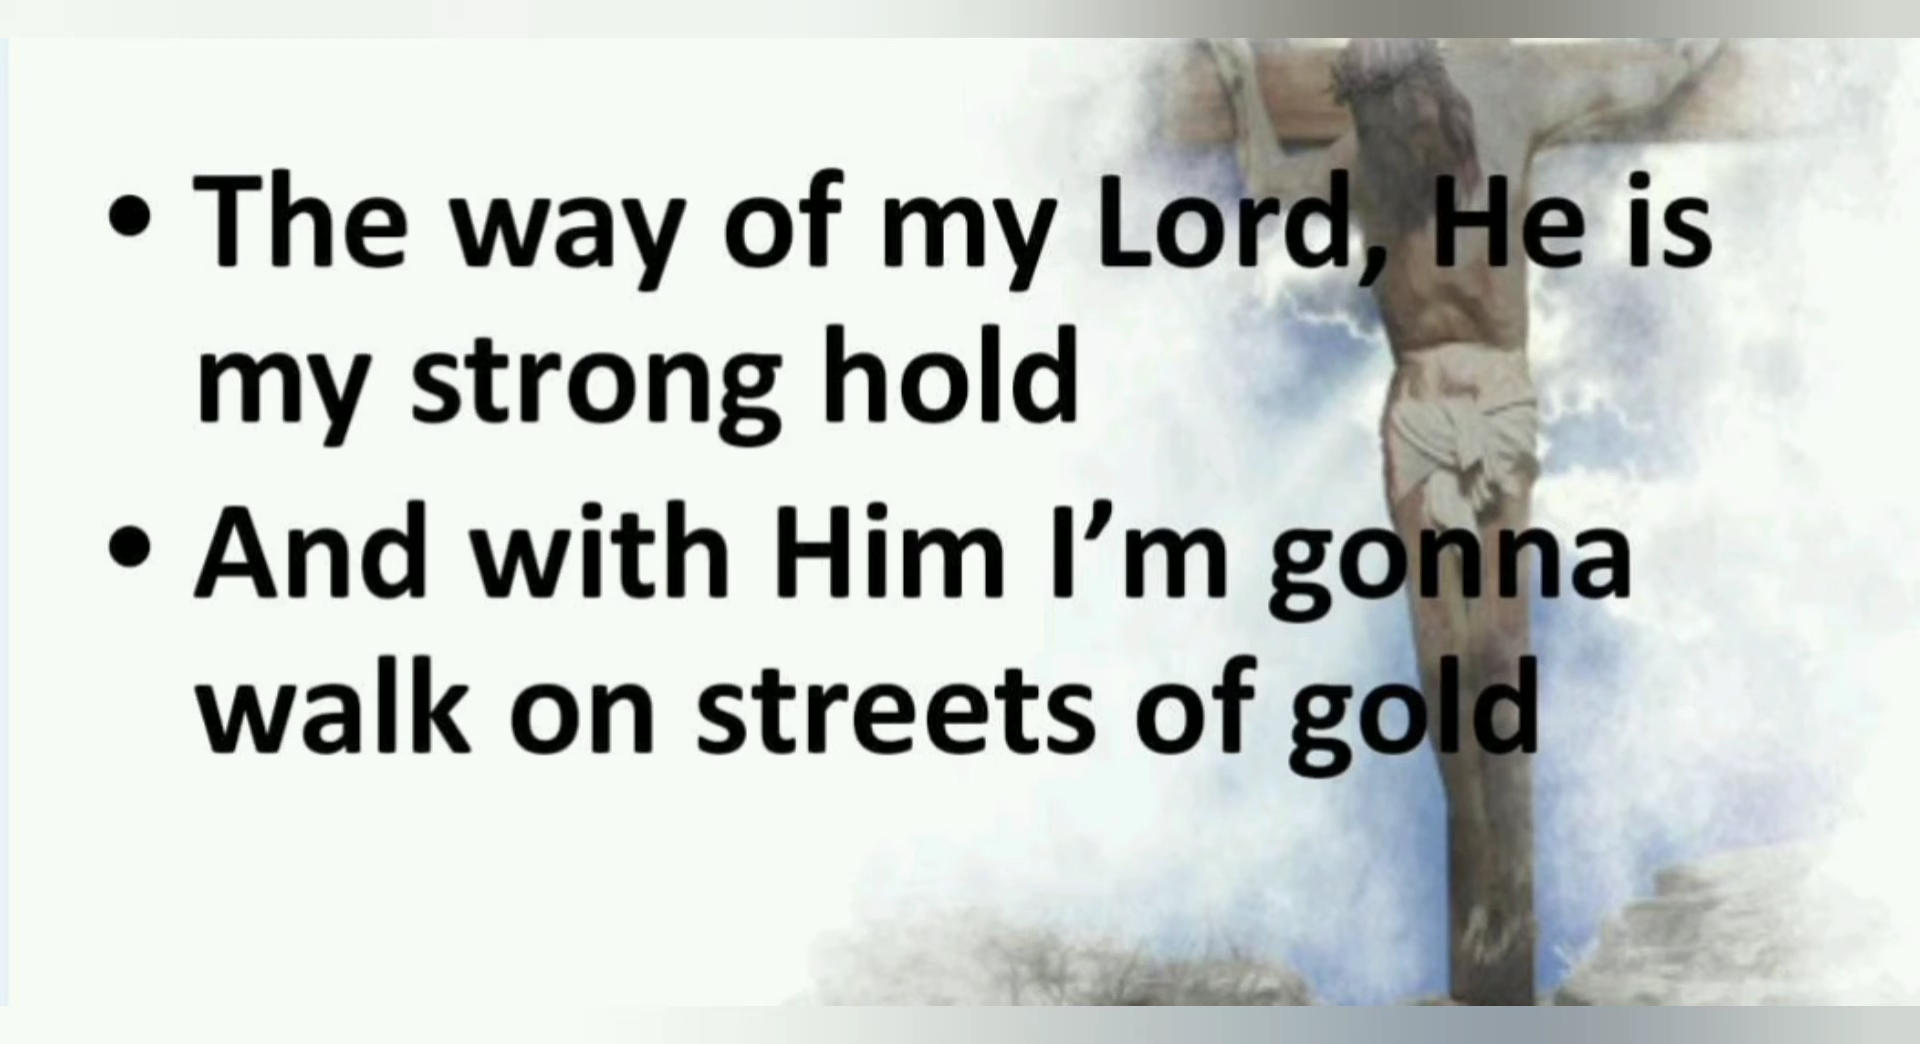 • The way of my Lord, He is
my strong hold
• And with Him I’m gonna
walk on streets of gold